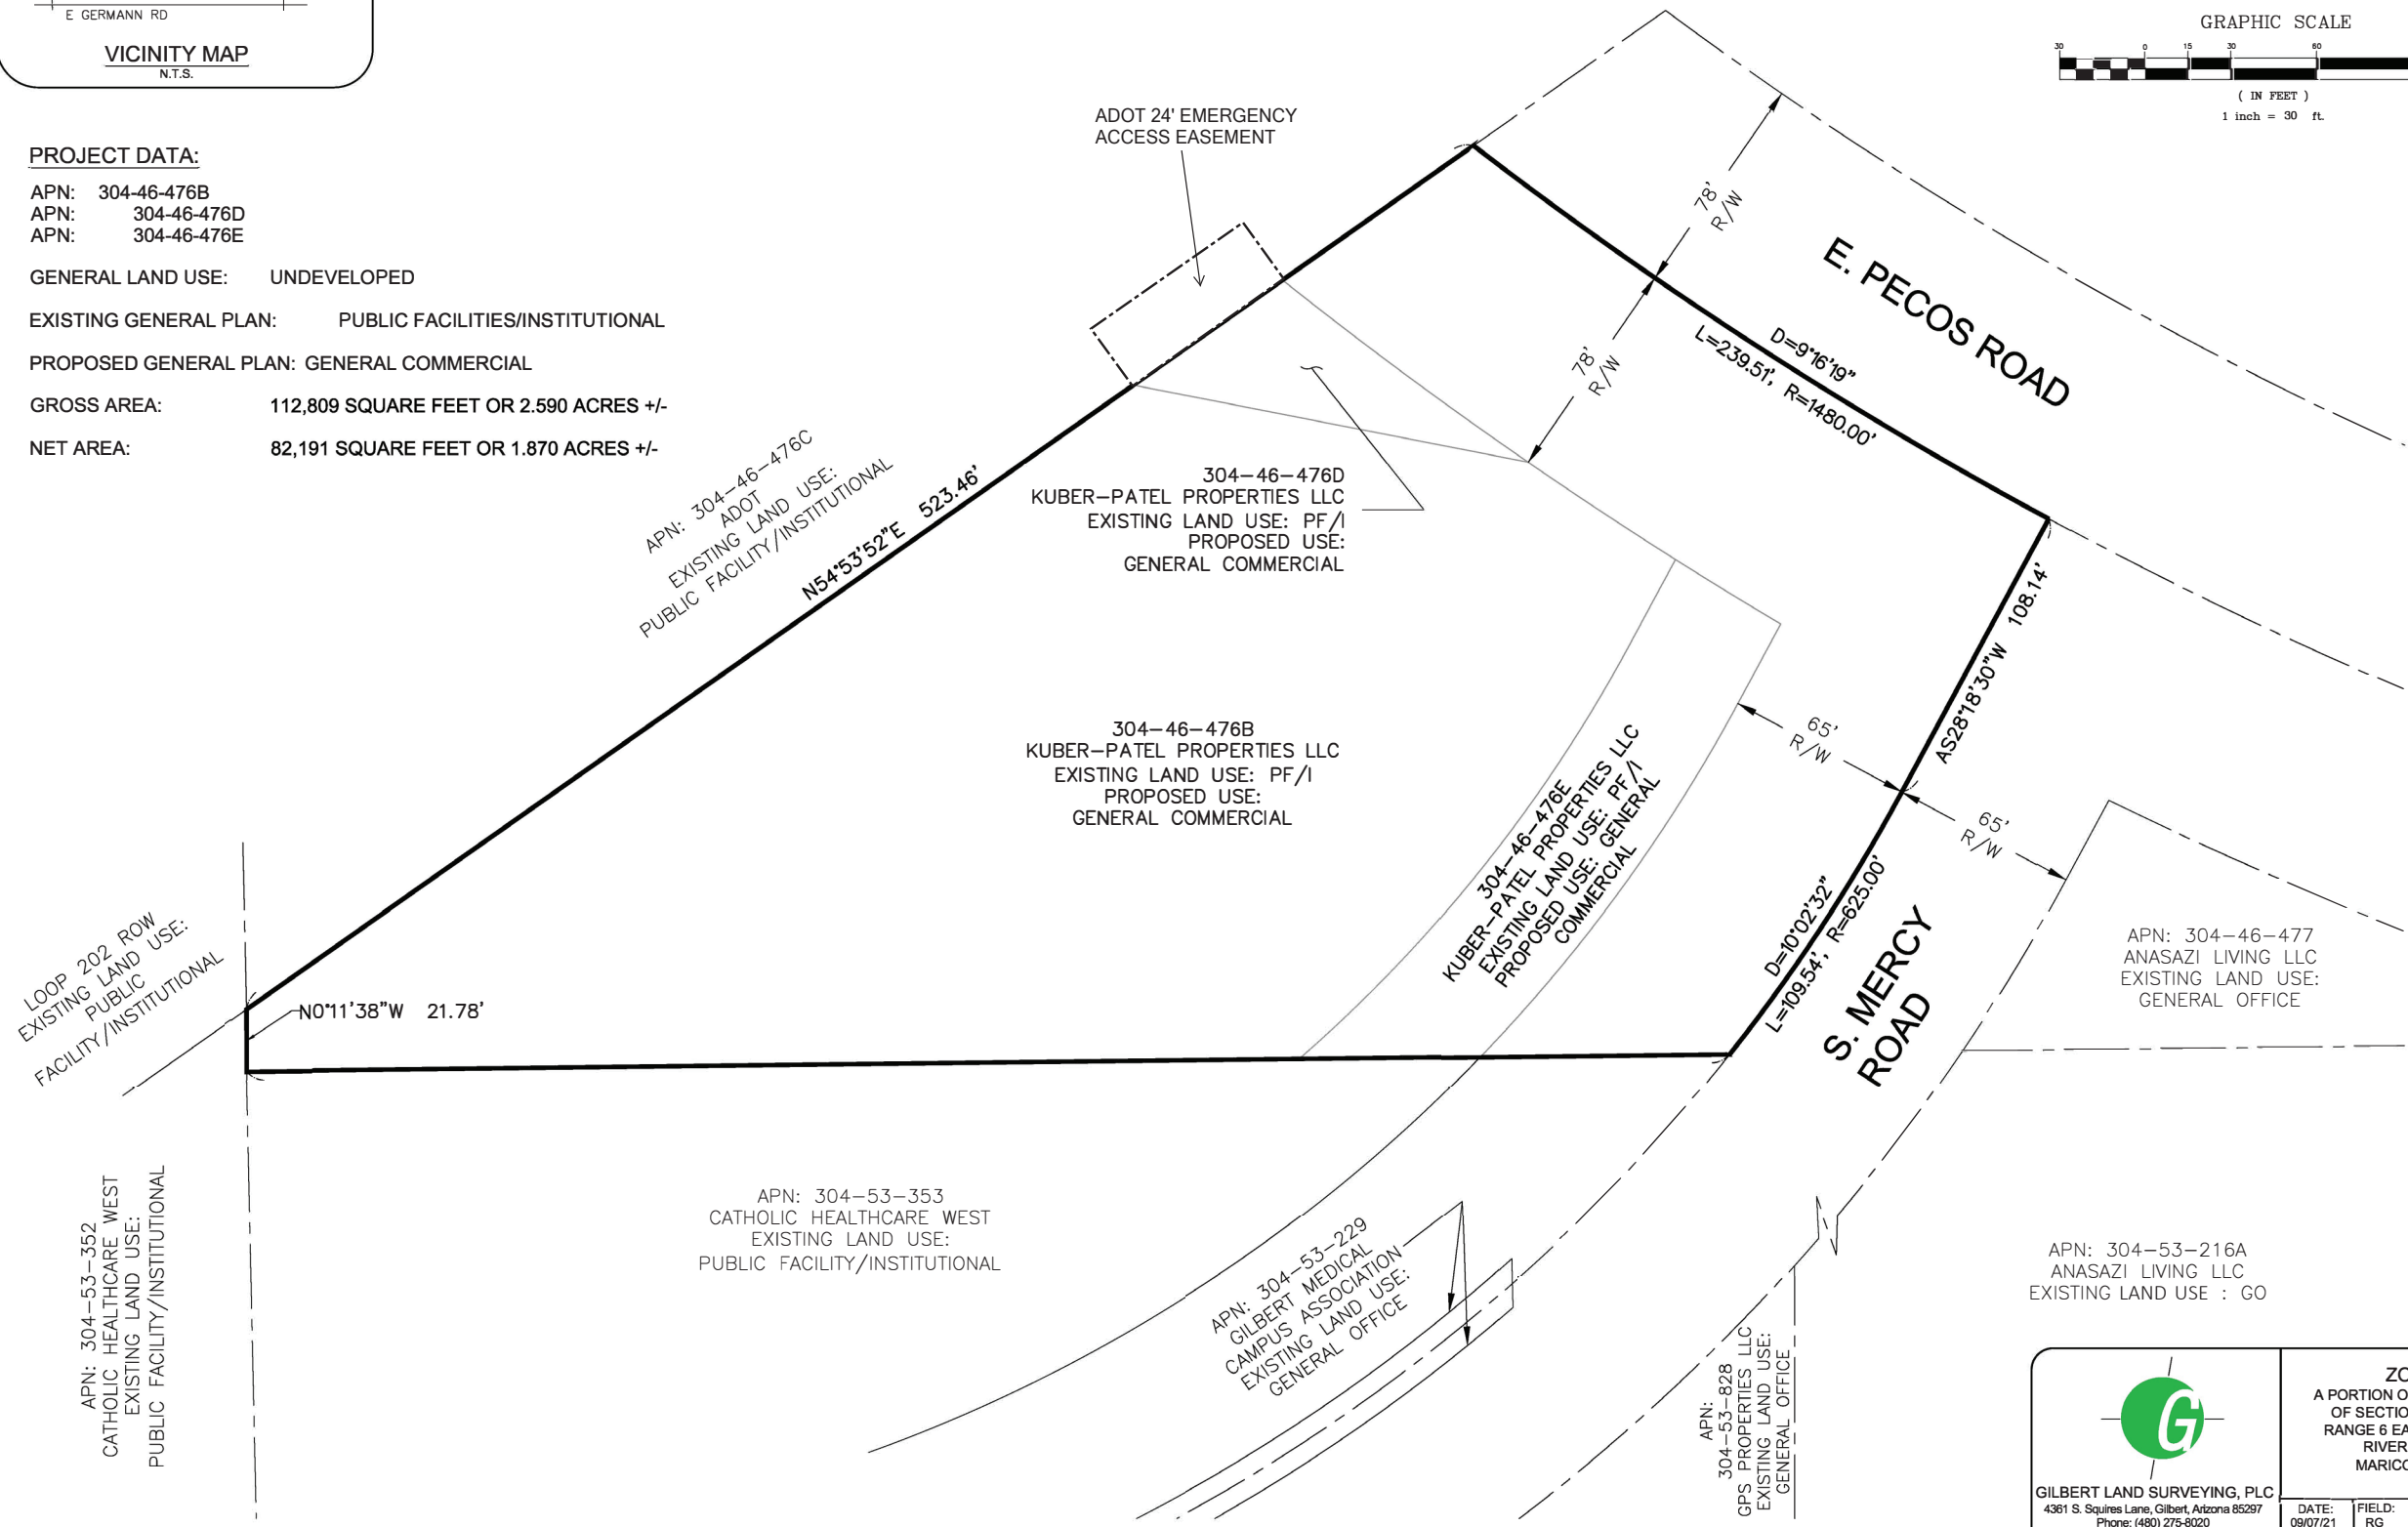 E GERMANN RD
VICINITY MAP
N.T.S.
PROJECT DATA:
APN: 304-46-476B
APN: 304-46-476D
APN: 304-46-476E
GENERAL LAND USE: UNDEVELOPED
EXISTING GENERAL PLAN: PUBLIC FACILITIES/INSTITUTIONAL
PROPOSED GENERAL PLAN: GENERAL COMMERCIAL
GROSS AREA: 112,809 SQUARE FEET OR 2.590 ACRES +/-
NET AREA: 82,191 SQUARE FEET OR 1.870 ACRES +/-
GRAPHIC SCALE
30 0 15 30 60
( IN FEET )
1 inch = 30 ft.
ADOT 24' EMERGENCY
ACCESS EASEMENT
78'
R/W
78'
R/W
E. PECOS ROAD
D=9°16'19"
L=239.51', R=1480.00'
APN: 304-46-476C
ADOT
EXISTING LAND USE:
PUBLIC FACILITY/INSTITUTIONAL
N54°53'52"E 523.46'
304-46-476D
KUBER-PATEL PROPERTIES LLC
EXISTING LAND USE: PF/I
PROPOSED USE:
GENERAL COMMERCIAL
AS28°18'30"W 108.14'
304-46-476B
KUBER-PATEL PROPERTIES LLC
EXISTING LAND USE: PF/I
PROPOSED USE:
GENERAL COMMERCIAL
304-46-476E
KUBER-PATEL PROPERTIES LLC
EXISTING LAND USE: PF/I
PROPOSED USE: GENERAL
COMMERCIAL
65'
R/W
65'
R/W
D=10°02'32"
L=109.54', R=625.00'
S. MERCY
ROAD
APN: 304-46-477
ANASAZI LIVING LLC
EXISTING LAND USE:
GENERAL OFFICE
LOOP 202 ROW
EXISTING LAND USE:
PUBLIC
FACILITY/INSTITUTIONAL
N0°11'38"W 21.78'
APN: 304-53-352
CATHOLIC HEALTHCARE WEST
EXISTING LAND USE:
PUBLIC FACILITY/INSTITUTIONAL
APN: 304-53-353
CATHOLIC HEALTHCARE WEST
EXISTING LAND USE:
PUBLIC FACILITY/INSTITUTIONAL
APN: 304-53-229
GILBERT MEDICAL
CAMPUS ASSOCIATION
EXISTING LAND USE:
GENERAL OFFICE
APN:
304-53-828
GPS PROPERTIES LLC
EXISTING LAND USE:
GENERAL OFFICE
APN: 304-53-216A
ANASAZI LIVING LLC
EXISTING LAND USE : GO
G
GILBERT LAND SURVEYING, PLC
4361 S. Squires Lane, Gilbert, Arizona 85297
Phone: (480) 275-8020
ZO
A PORTION O
OF SECTIO
RANGE 6 EA
RIVER
MARICO
DATE:
09/07/21
FIELD:
RG